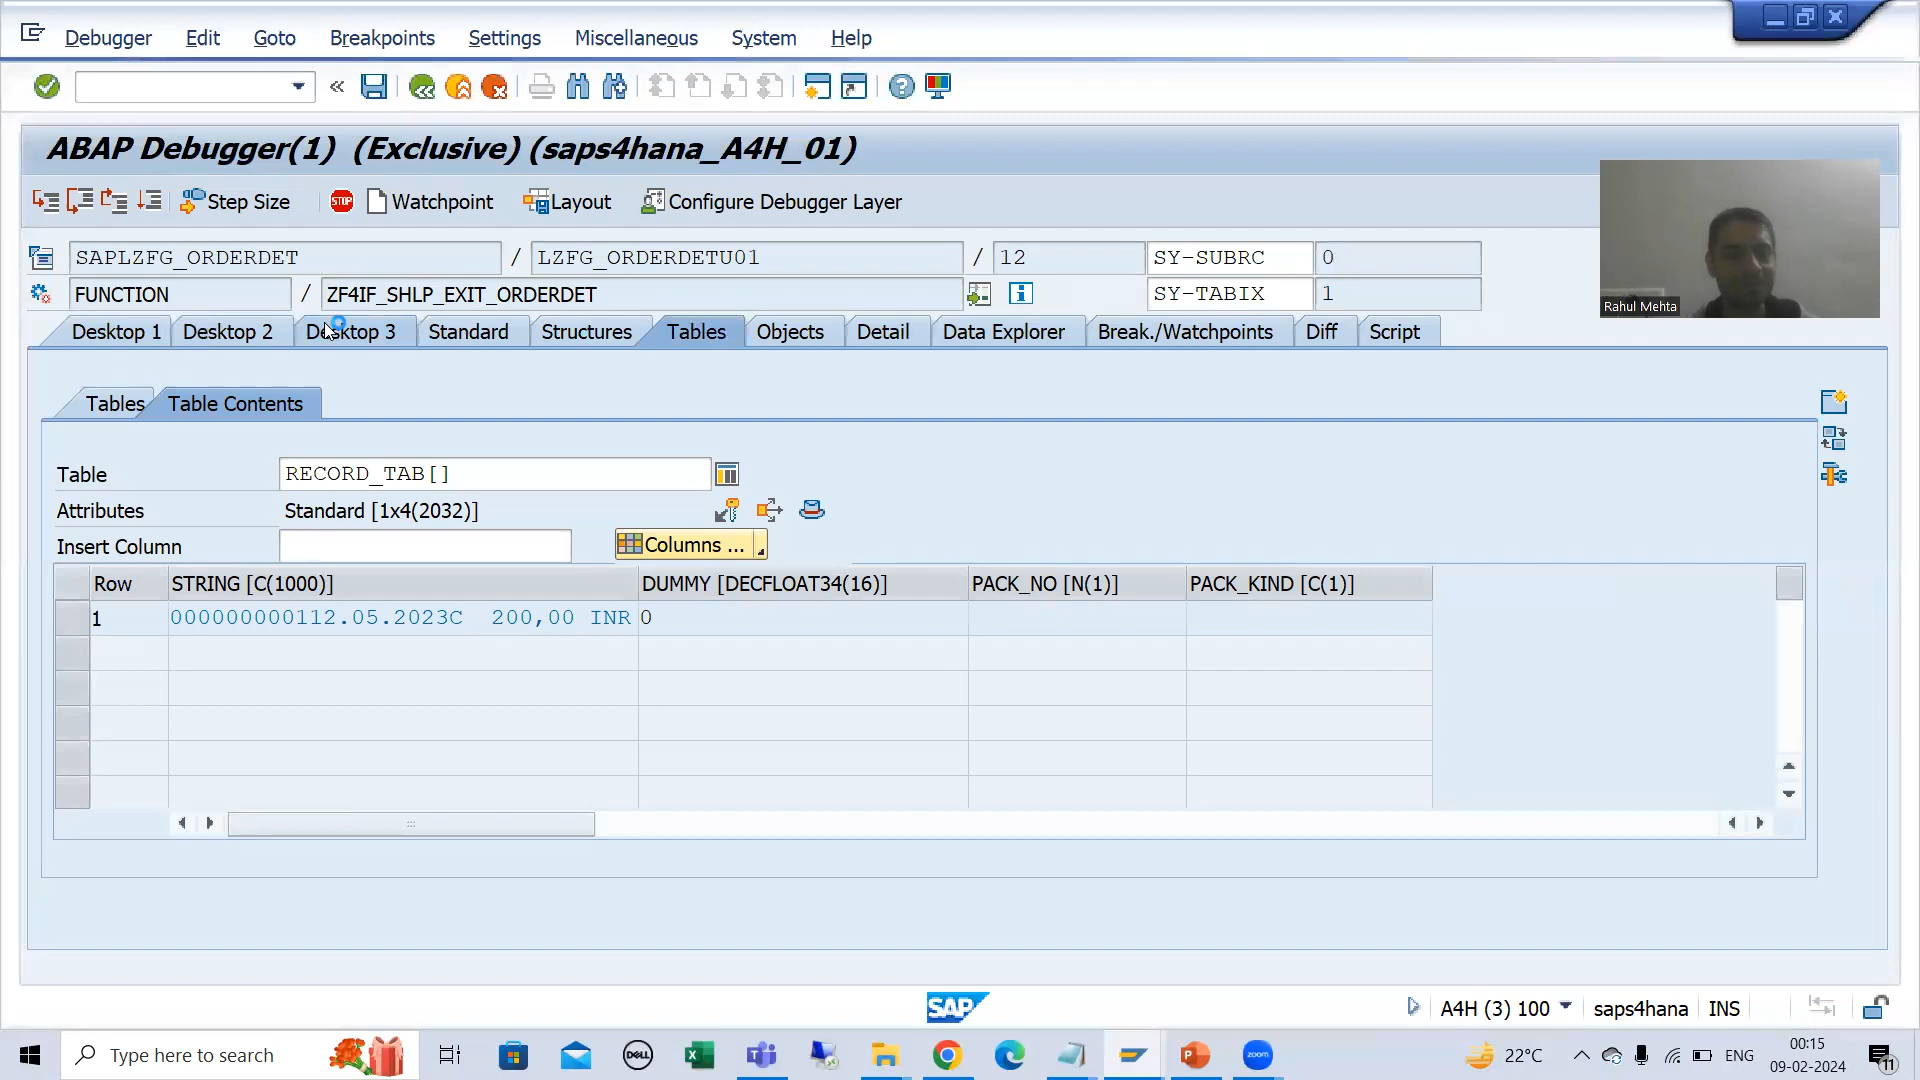 Debugger Edit Goto Breakpoints Settings Miscellaneous System Help
ABAP Debugger(1) (Exclusive) (saps4hana_A4H_01)
Step Size STOP Watchpoint Layout Configure Debugger Layer
SAPLZFG_ORDERDET / LZFG_ORDERDETU01 / 12 SY-SUBRC 0
FUNCTION / ZF4IF_SHLP_EXIT_ORDERDET SY-TABIX 1
Rahul Mehta
Desktop 1 Desktop 2 Desktop 3 Standard Structures Tables Objects Detail Data Explorer Break./Watchpoints Diff Script
Tables Table Contents
Table RECORD_TAB[]
Attributes Standard [1x4(2032)]
Insert Column Columns ...
Row STRING [C(1000)] DUMMY [DECFLOAT34(16)] PACK_NO [N(1)] PACK_KIND [C(1)]
1 000000000112.05.2023C 200,00 INR 0
SAP
A4H (3) 100 saps4hana INS
Type here to search DELL zoom 22°C ENG 00:15
09-02-2024 11